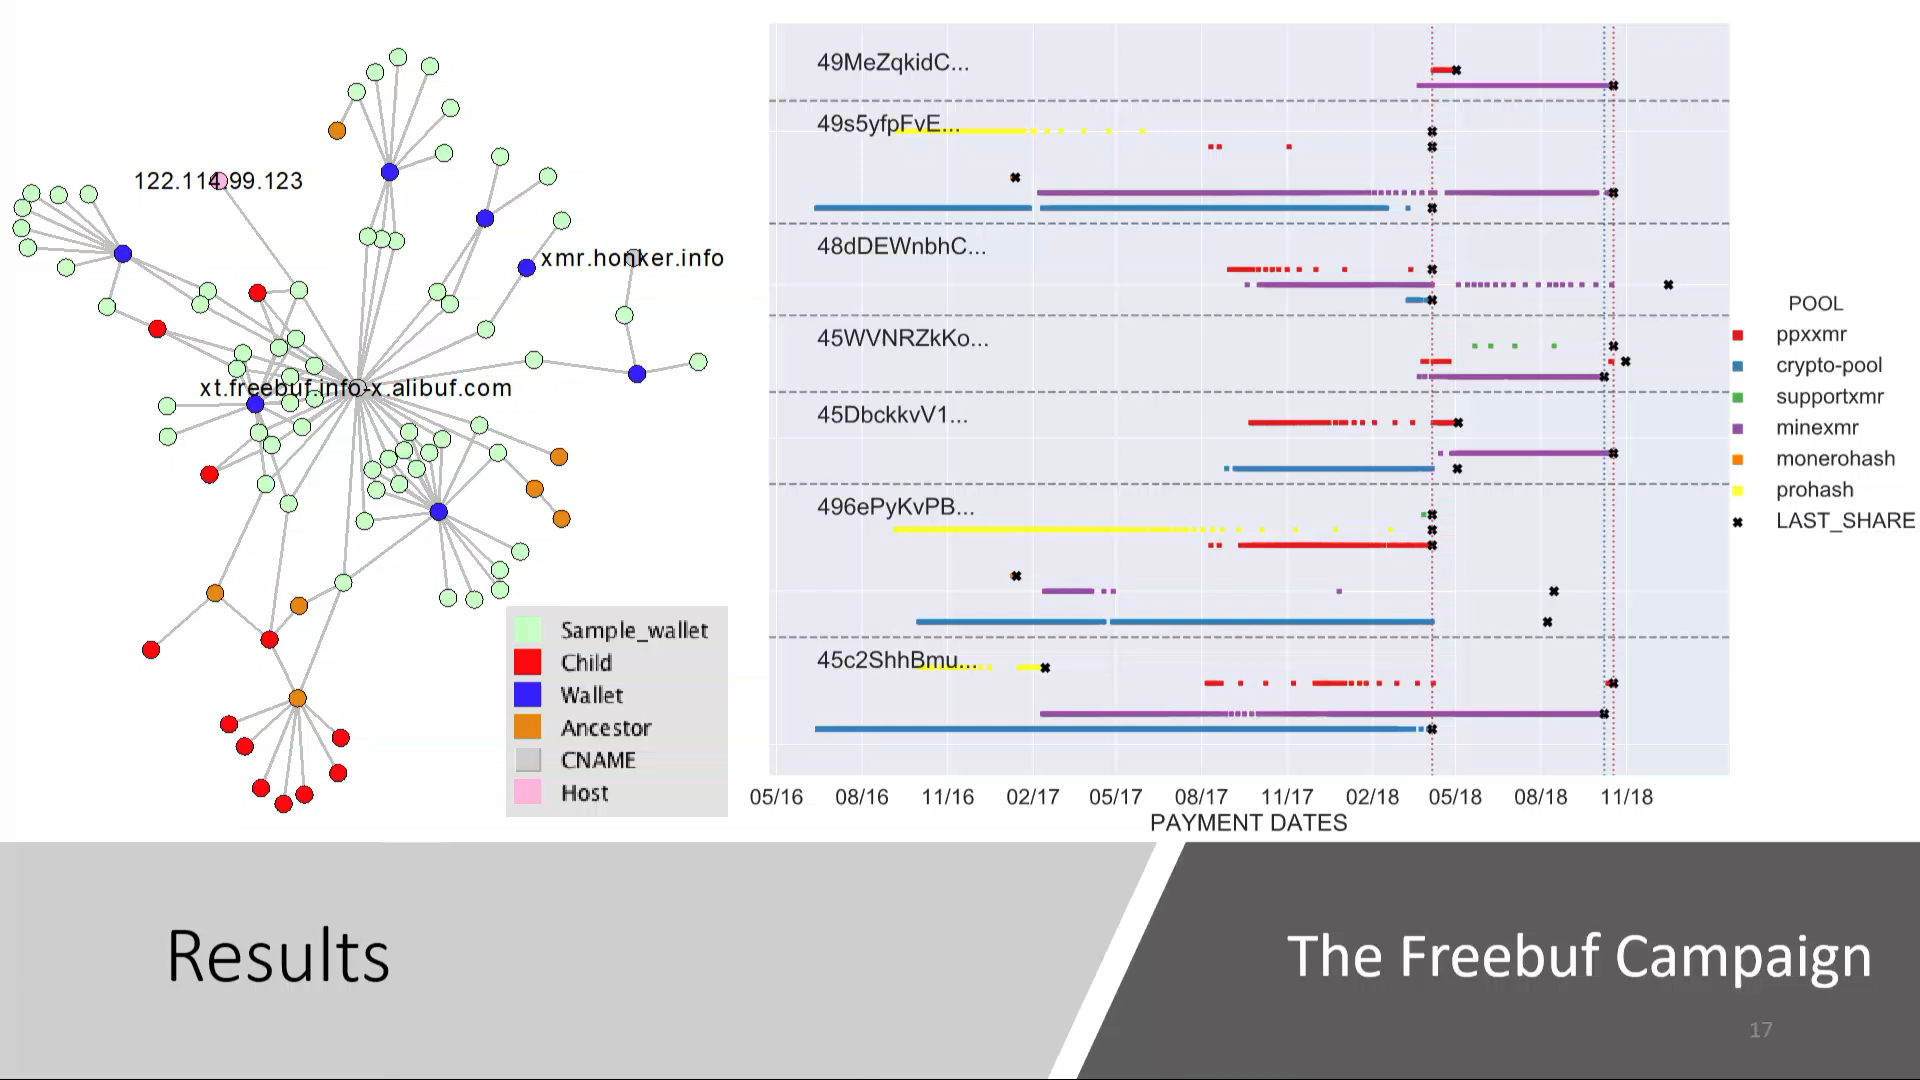 122.114.99.123
xmr.honker.info
xt.freebuf.info-x.alibuf.com
Sample_wallet
Child
Wallet
Ancestor
CNAME
Host
49MeZqkidC...
49s5yfpFvE...
48dDEWnbhC...
45WVNRZkKo...
45DbckkvV1...
496ePyKvPB...
45c2ShhBmu...
05/16 08/16 11/16 02/17 05/17 08/17 11/17 02/18 05/18 08/18 11/18
PAYMENT DATES
POOL
ppxxmr
crypto-pool
supportxmr
minexmr
monerohash
prohash
LAST_SHARE
Results
The Freebuf Campaign
17